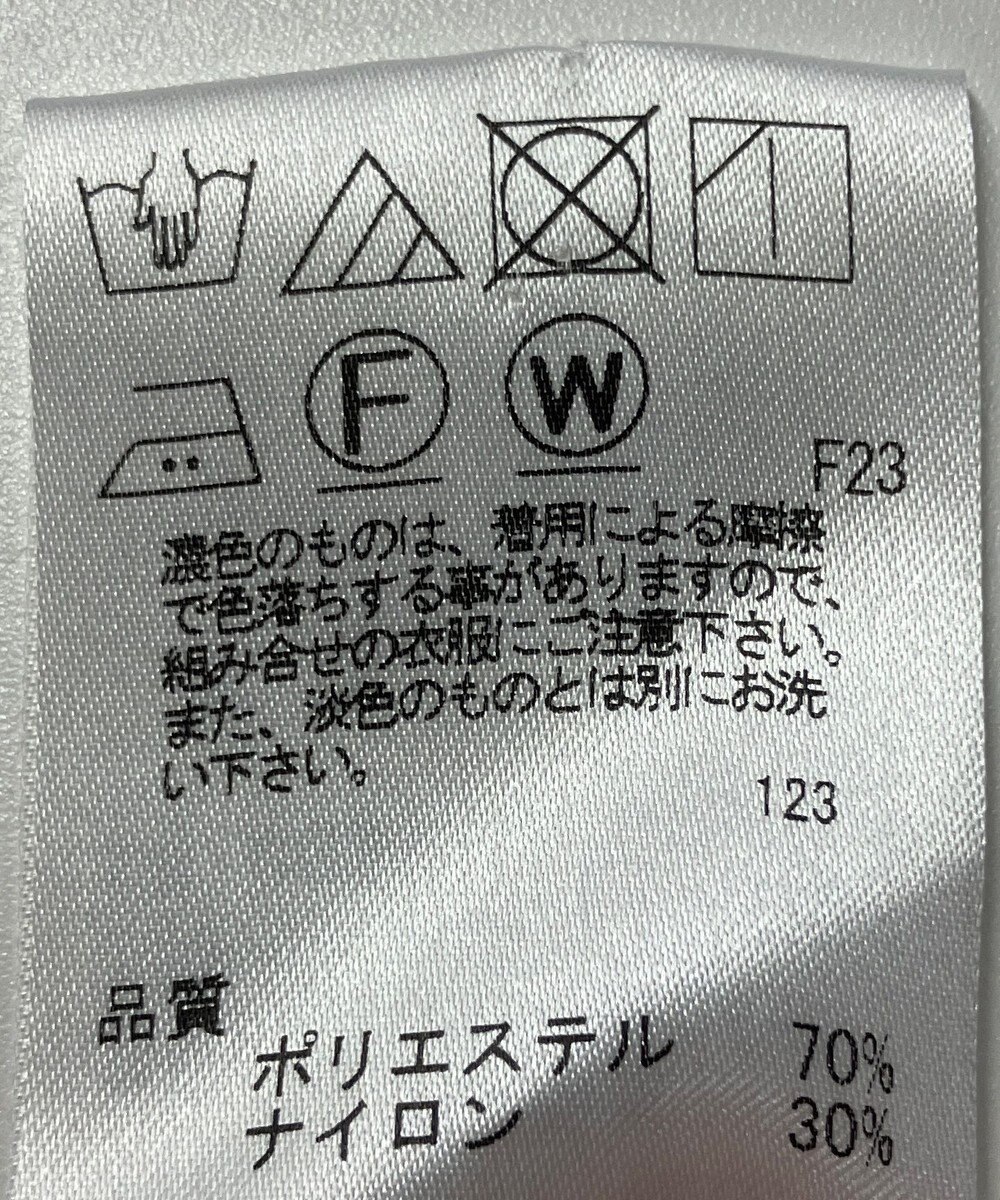 F
W
F23
濃色のものは、着用による摩擦
で色落ちする事がありますので、
組み合せの衣服にご注意下さい。
また、淡色のものとは別にお洗
い下さい。
123
品質
ポリエステル 70%
ナイロン 30%